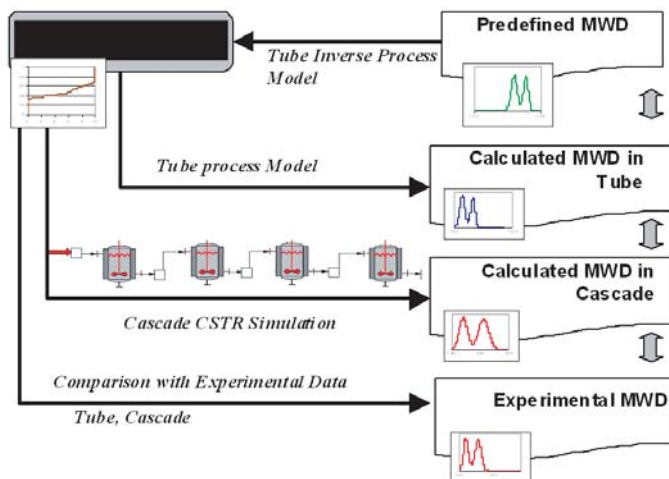 Predefined MWD
Tube Inverse Process
Model
Tube process Model
Calculated MWD in
Tube
Calculated MWD in
Cascade
Cascade CSTR Simulation
Comparison with Experimental Data
Tube, Cascade
Experimental MWD